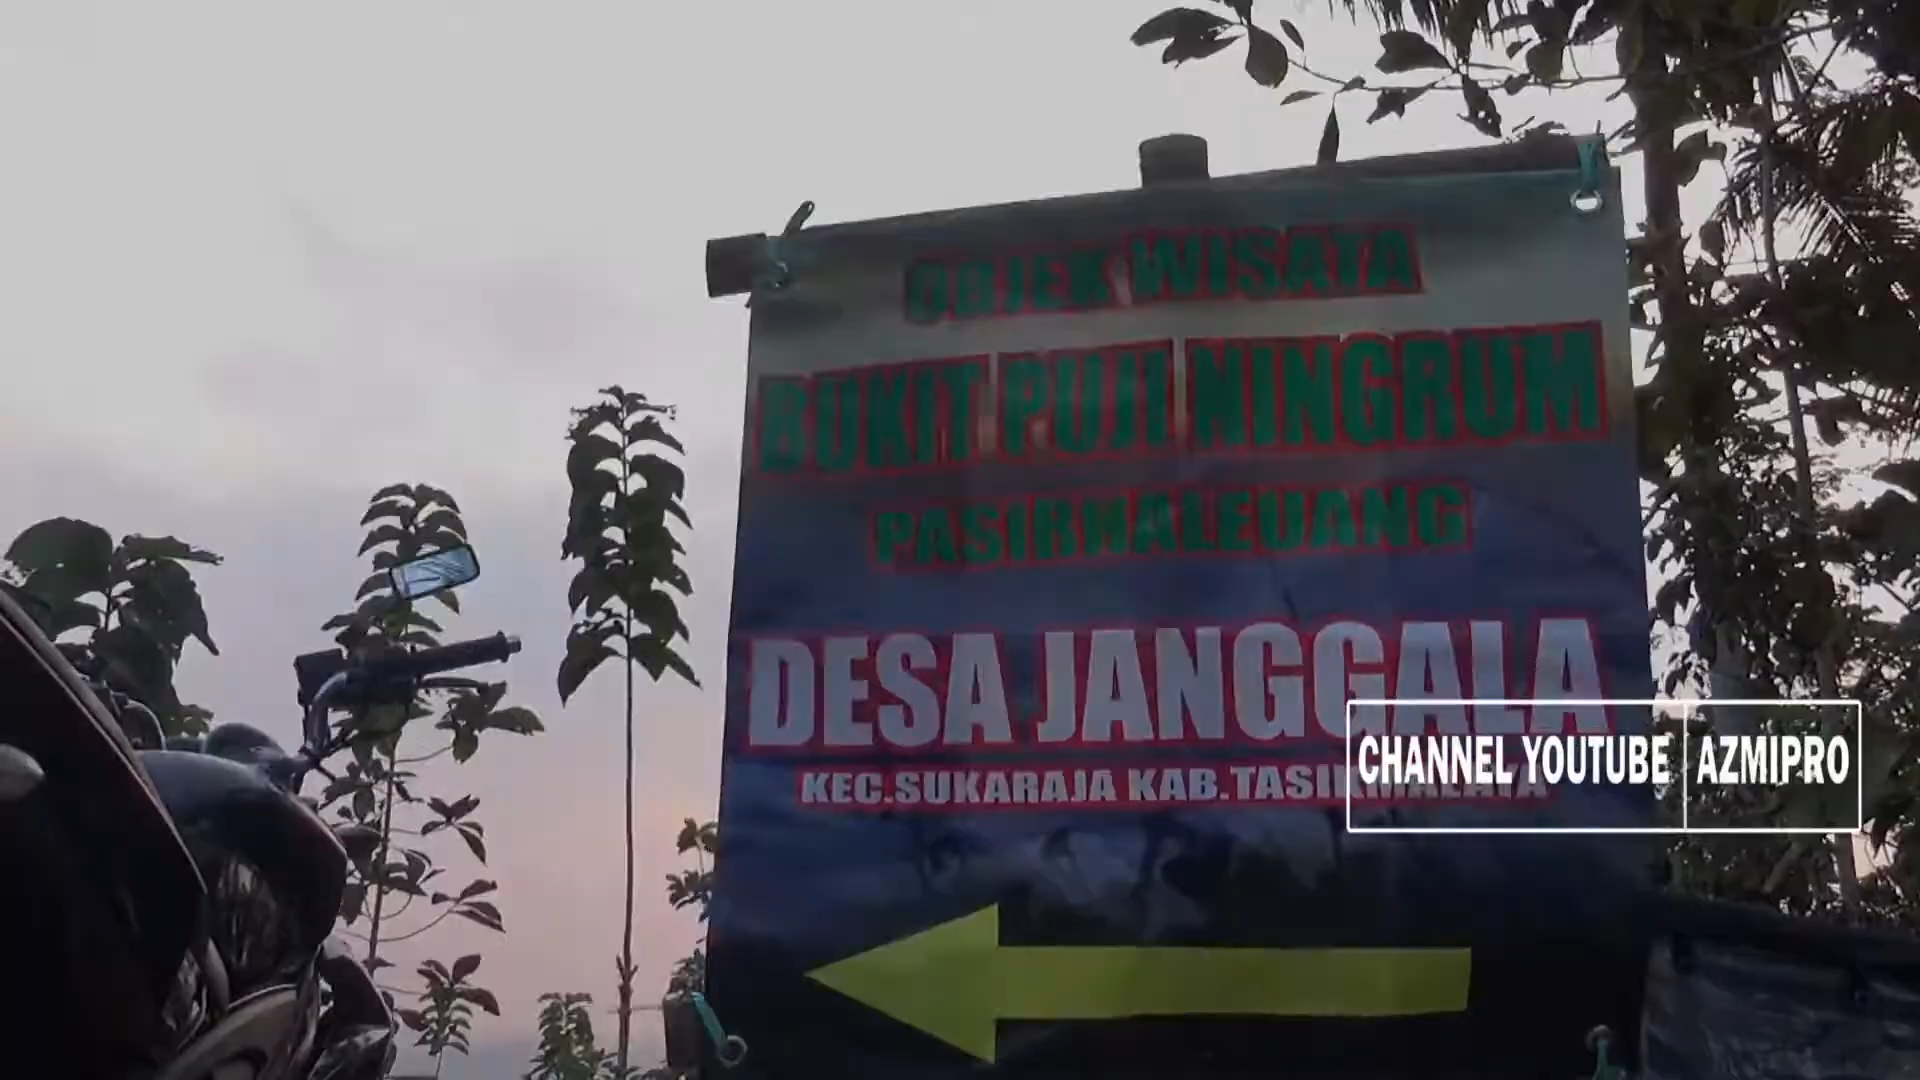 OBJEK WISATA
BUKIT PUJI NINGRUM
PASIRHALEUANG
DESA JANGGALA
KEC.SUKARAJA KAB.TASIKMALAYA
CHANNEL YOUTUBE AZMIPRO